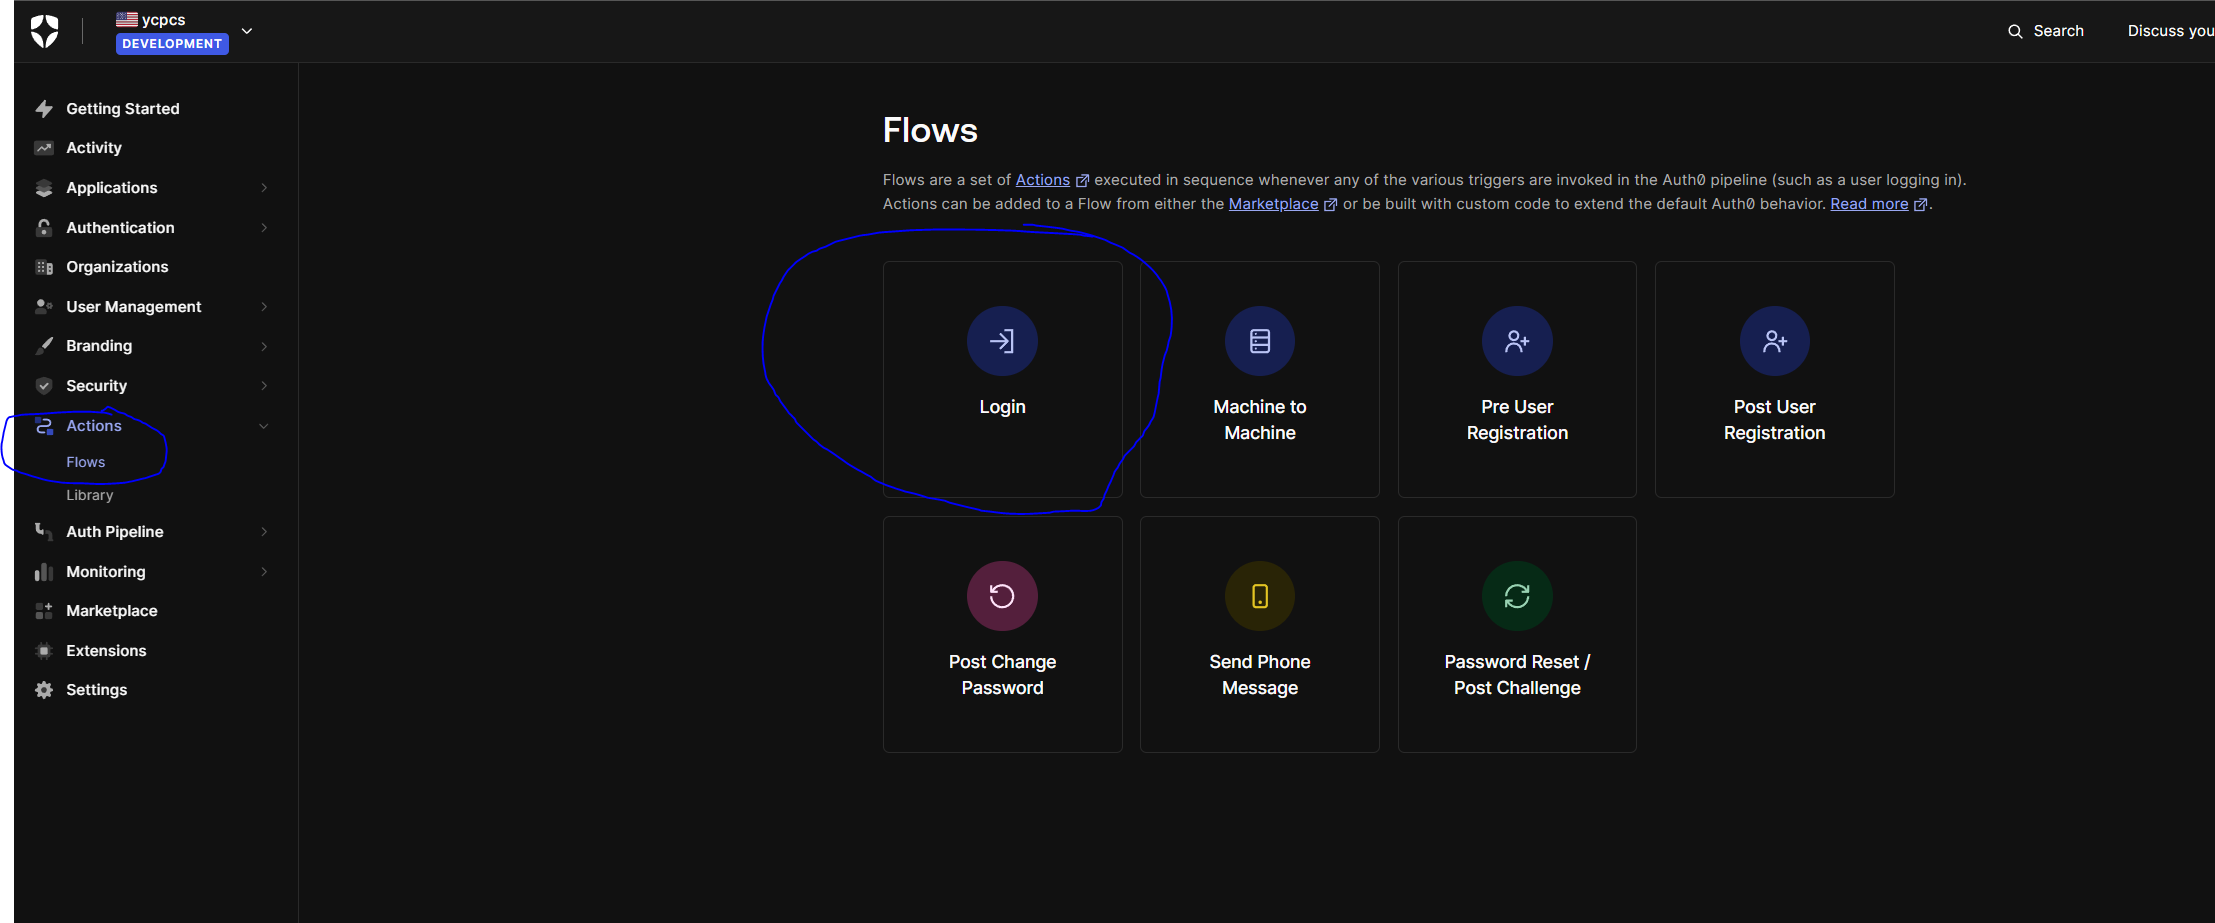 ycpcs
DEVELOPMENT
Search
Discuss you
Getting Started
Activity
Applications
Authentication
Organizations
User Management
Branding
Security
Actions
Flows
Library
Auth Pipeline
Monitoring
Marketplace
Extensions
Settings
Flows
Flows are a set of Actions executed in sequence whenever any of the various triggers are invoked in the Auth0 pipeline (such as a user logging in).
Actions can be added to a Flow from either the Marketplace or be built with custom code to extend the default Auth0 behavior. Read more .
Login
Machine to
Machine
Pre User
Registration
Post User
Registration
Post Change
Password
Send Phone
Message
Password Reset /
Post Challenge